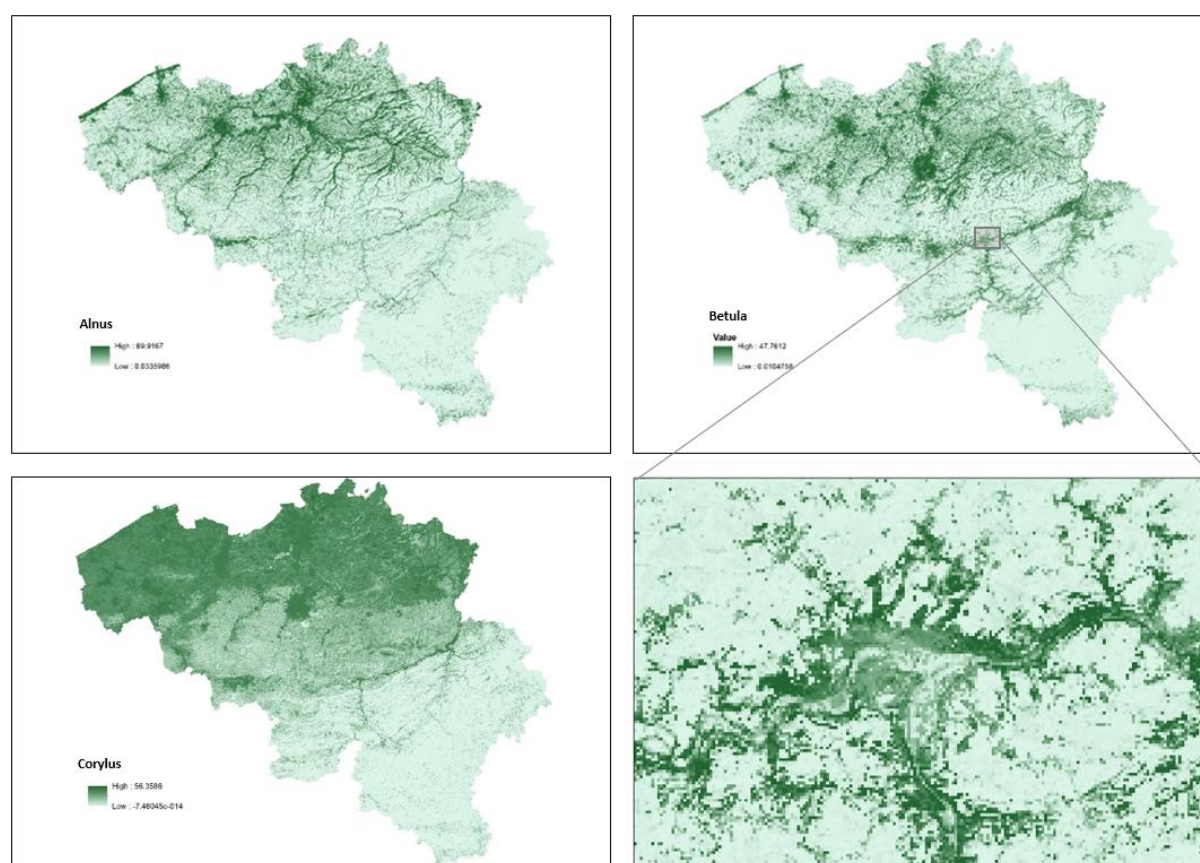 Alnus
High : 69.9167
Low : 0.0335986
Betula
Value
High : 47.7612
Low : 0.0104758
Corylus
High : 56.3586
Low : -7.46045e-014